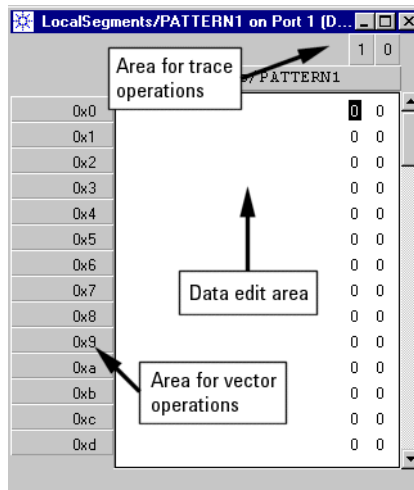 LocalSegments/PATTERN1 on Port 1 (D...
1 0
Area for trace
operations
s/PATTERN1
0x0 0 0
0x1 0 0
0x2 0 0
0x3 0 0
0x4 0 0
0x5 0 0
0x6 0 0
0x7 0 0
Data edit area
0x8 0 0
0x9 0 0
0xa 0 0
Area for vector
operations
0xb 0 0
0xc 0 0
0xd 0 0